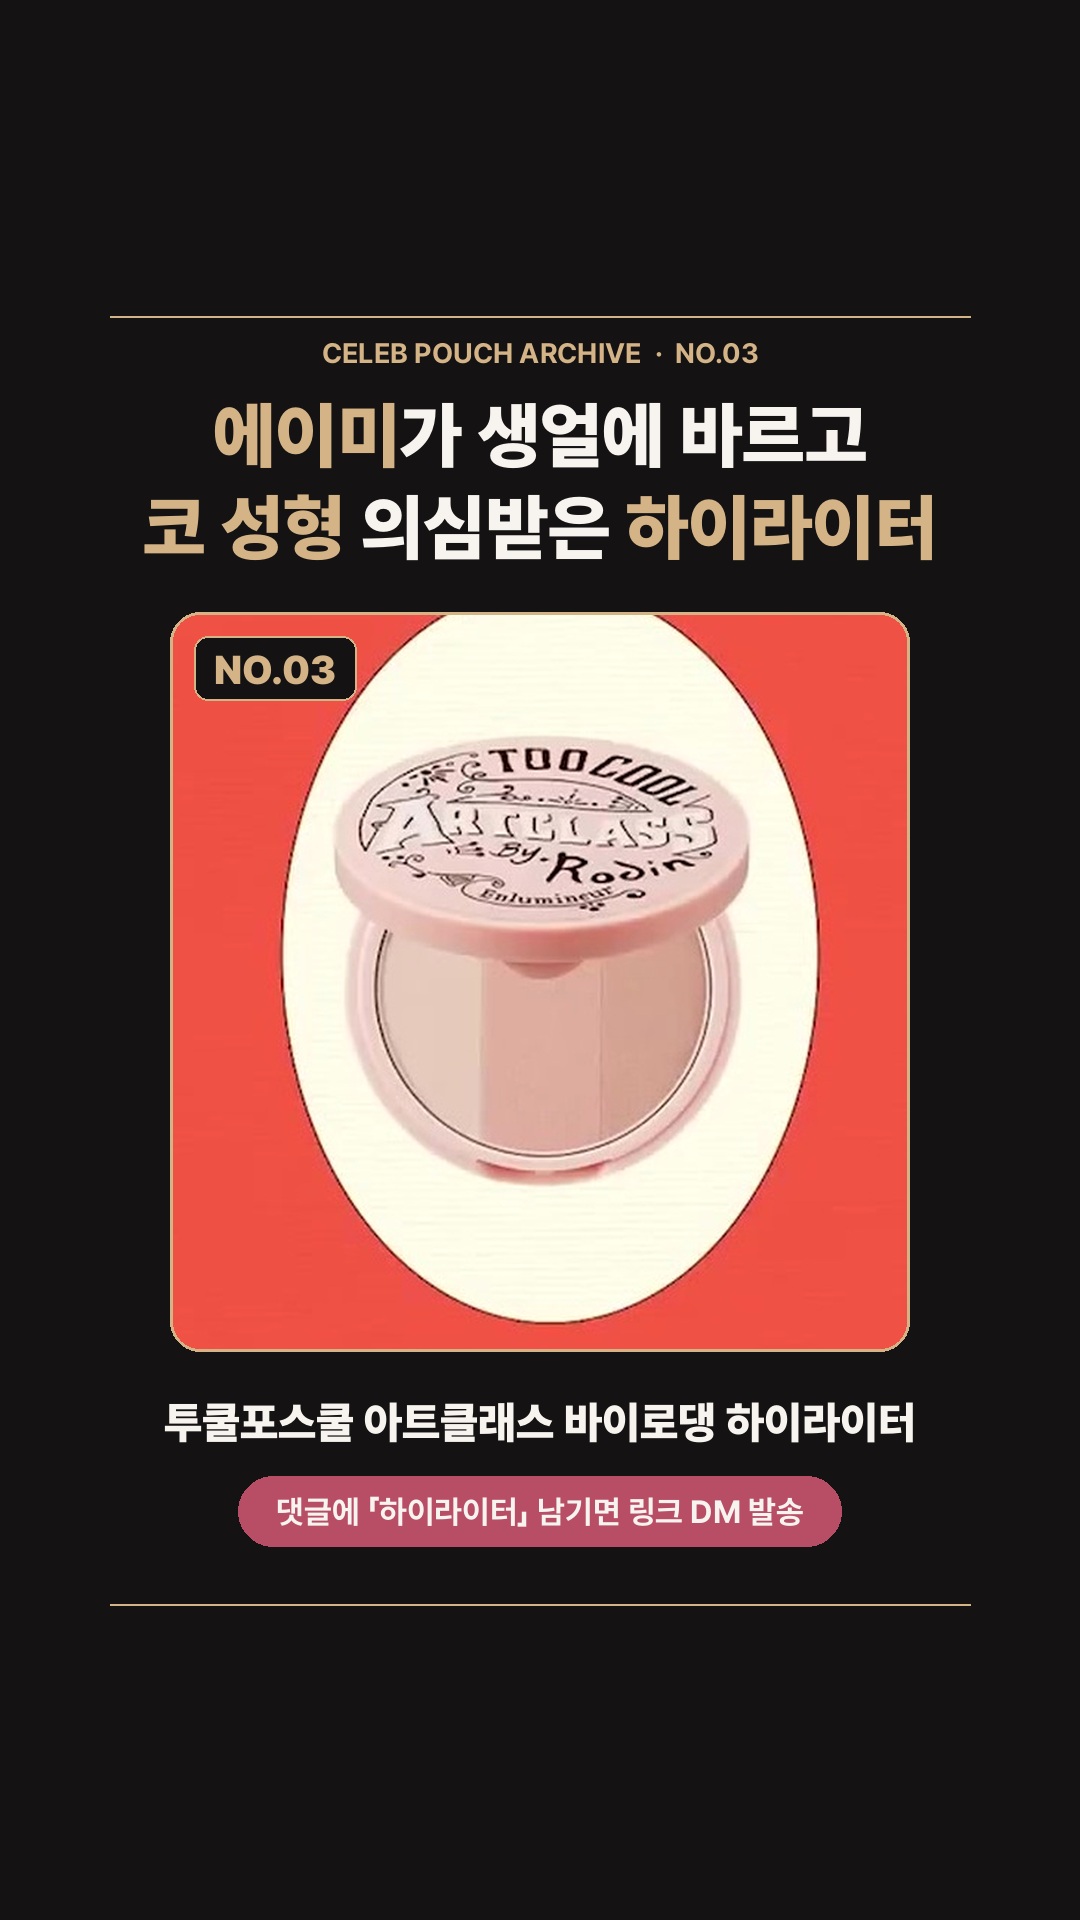 CELEB POUCH ARCHIVE · NO.03
에이미가 생얼에 바르고
코 성형 의심받은 하이라이터
NO.03
TOO COOL
ARTCLASS
BY·Rodin
Enlumineur
투쿨포스쿨 아트클래스 바이로댕 하이라이터
댓글에 「하이라이터」 남기면 링크 DM 발송